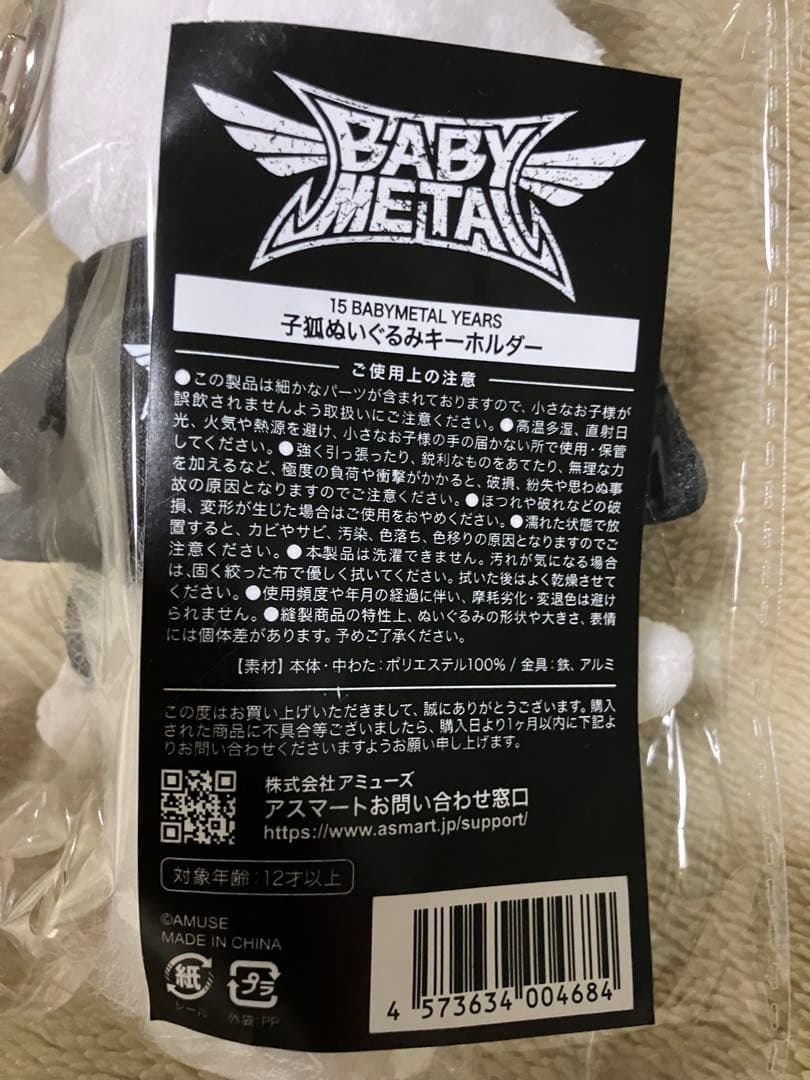 BABY
METAL
15 BABYMETAL YEARS
子狐ぬいぐるみキーホルダー
ご使用上の注意
●この製品は細かなパーツが含まれておりますので、小さなお子様が
誤飲されませんよう取扱いにご注意ください。●高温多湿、直射日
光、火気や熱源を避け、小さなお子様の手の届かない所で使用・保管
してください。●強く引っ張ったり、鋭利なものをあてたり、無理な力
を加えるなど、極度の負荷や衝撃がかかると、破損、紛失や思わぬ事
故の原因となりますのでご注意ください。●ほつれや破れなどの破
損、変形が生じた場合はご使用をおやめください。●濡れた状態で放
置すると、カビやサビ、汚染、色落ち、色移りの原因となりますのでご
注意ください。●本製品は洗濯できません。汚れが気になる場合
は、固く絞った布で優しく拭いてください。拭いた後はよく乾燥させて
ください。●使用頻度や年月の経過に伴い、摩耗劣化・変退色は避け
られません。●縫製商品の特性上、ぬいぐるみの形状や大きさ、表情
には個体差があります。予めご了承ください。
【素材】本体・中わた：ポリエステル100% / 金具：鉄、アルミ
この度はお買い上げいただきまして、誠にありがとうございます。購入
された商品に不具合等ございましたら、購入日より1ヶ月以内に下記よ
りお問い合わせくださいますようお願い申し上げます。
株式会社アミューズ
アスマートお問い合わせ窓口
https://www.asmart.jp/support/
対象年齢：12才以上
©AMUSE
MADE IN CHINA
紙 プラ
レール 外袋：PP
4 573634 004684